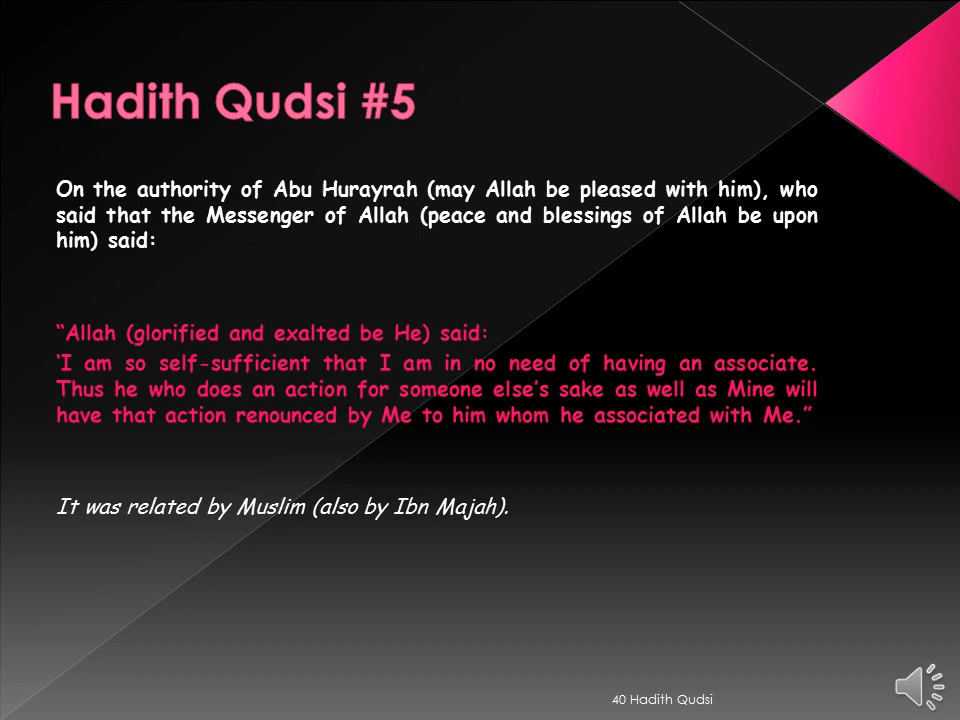 Hadith Qudsi #5
On the authority of Abu Hurayrah (may Allah be pleased with him), who
said that the Messenger of Allah (peace and blessings of Allah be upon
him) said:
“Allah (glorified and exalted be He) said:
‘I am so self-sufficient that I am in no need of having an associate.
Thus he who does an action for someone else’s sake as well as Mine will
have that action renounced by Me to him whom he associated with Me.”
It was related by Muslim (also by Ibn Majah).
40 Hadith Qudsi